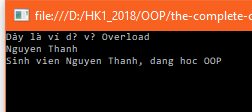 file:///D:/HK1_2018/OOP/the-complete-c
Dây là ví d? v? Overload
Nguyen Thanh
Sinh vien Nguyen Thanh, dang hoc OOP